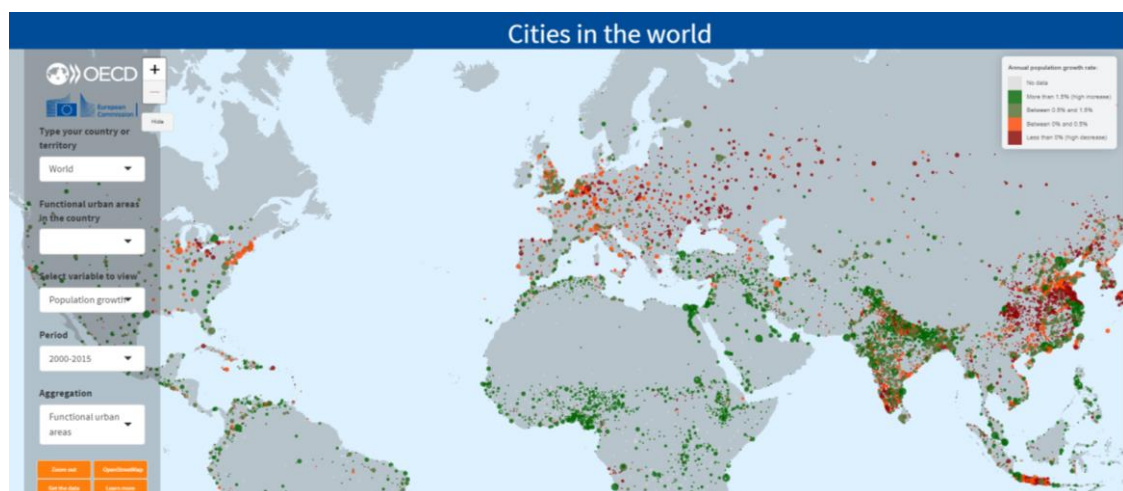 Cities in the world
OECD
European
Commission
+
Hide
Type your country or
territory
World
Functional urban areas
in the country
Select variable to view
Population growth
Period
2000-2015
Aggregation
Functional urban
areas
Zoom out
OpenStreetMap
Get the data
Learn more
Annual population growth rate:
No data
More than 1.5% (high increase)
Between 0.5% and 1.5%
Between 0% and 0.5%
Less than 0% (high decrease)